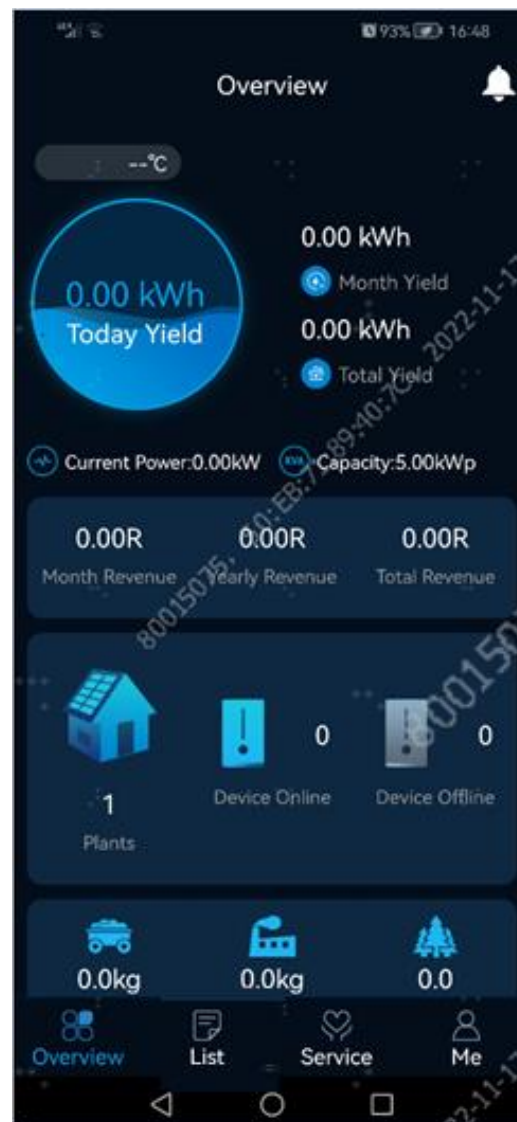 93% 16:48
Overview
--°C
0.00 kWh
Today Yield
0.00 kWh
Month Yield
0.00 kWh
Total Yield
Current Power:0.00kW
KVA
Capacity:5.00kWp
0.00R
0.00R
0.00R
Month Revenue
Yearly Revenue
Total Revenue
0
0
Device Online
Device Offline
1
Plants
0.0kg
0.0kg
0.0
Overview
List
Service
Me